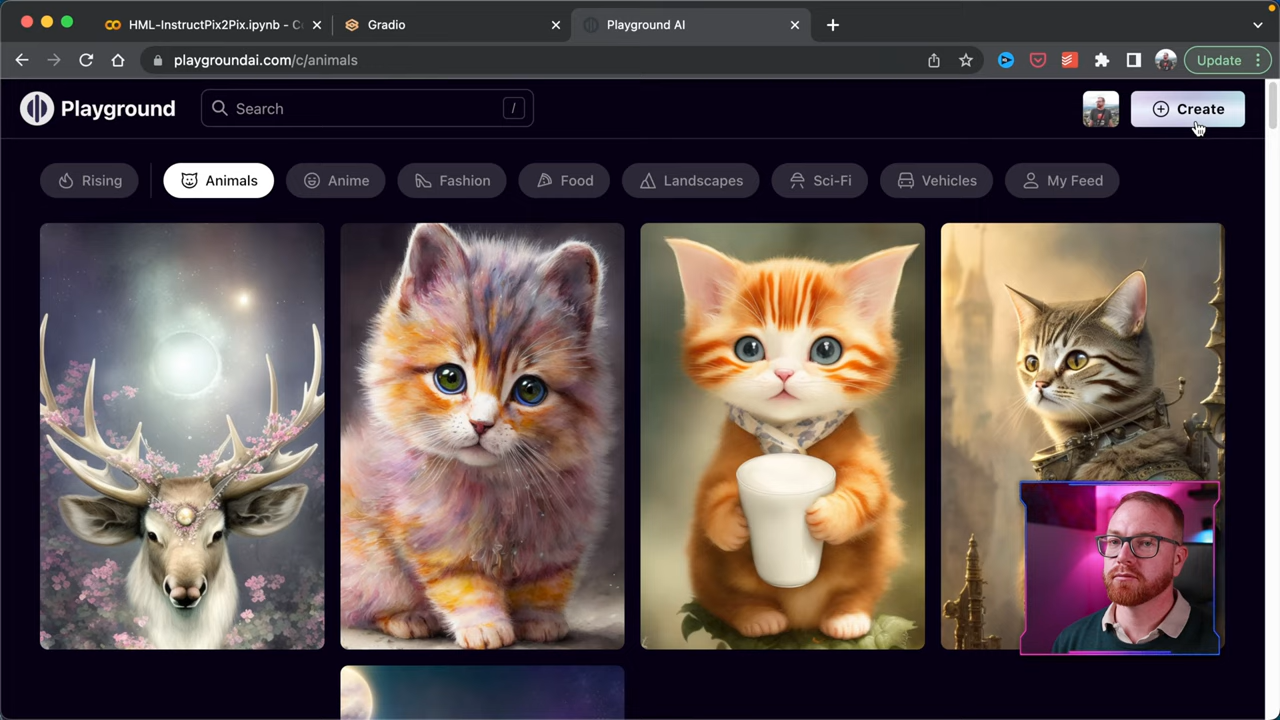 HML-InstructPix2Pix.ipynb - C
Gradio
Playground AI
playgroundai.com/c/animals
Update
Playground
Search
/
Create
Rising
Animals
Anime
Fashion
Food
Landscapes
Sci-Fi
Vehicles
My Feed